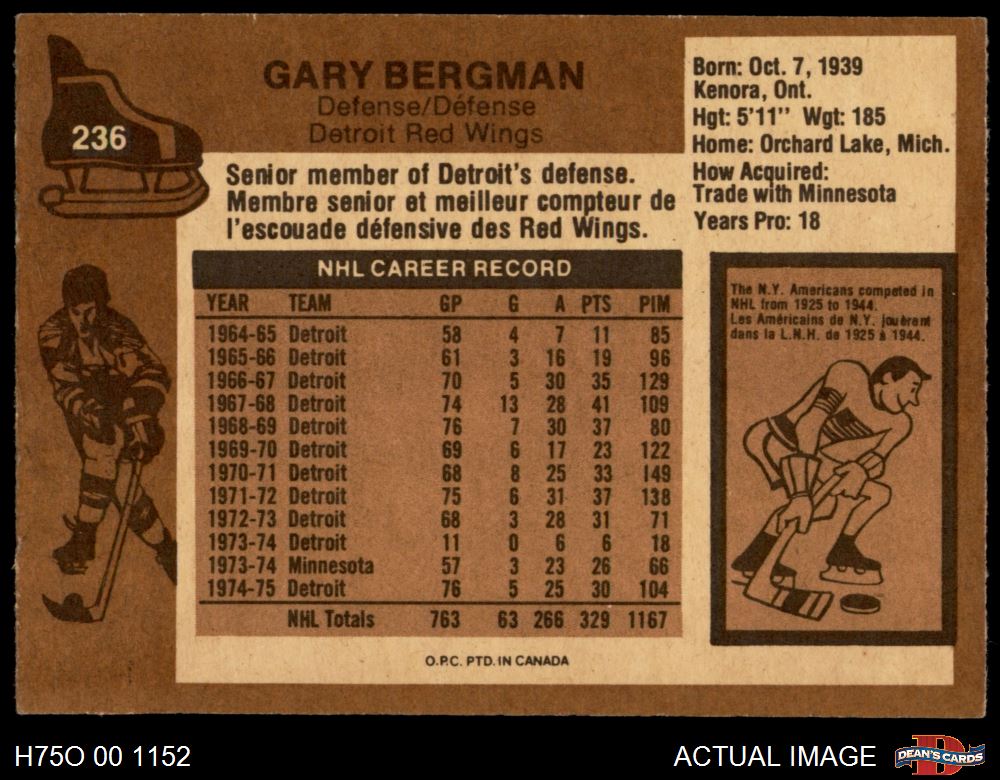 236
GARY BERGMAN
Defense/Défense
Detroit Red Wings
Born: Oct. 7, 1939
Kenora, Ont.
Hgt: 5'11" Wgt: 185
Home: Orchard Lake, Mich.
How Acquired:
Trade with Minnesota
Years Pro: 18
Senior member of Detroit's defense.
Membre senior et meilleur compteur de
l'escouade défensive des Red Wings.
NHL CAREER RECORD
YEAR TEAM GP G A PTS PIM
1964-65 Detroit 58 4 7 11 85
1965-66 Detroit 61 3 16 19 96
1966-67 Detroit 70 5 30 35 129
1967-68 Detroit 74 13 28 41 109
1968-69 Detroit 76 7 30 37 80
1969-70 Detroit 69 6 17 23 122
1970-71 Detroit 68 8 25 33 149
1971-72 Detroit 75 6 31 37 138
1972-73 Detroit 68 3 28 31 71
1973-74 Detroit 11 0 6 6 18
1973-74 Minnesota 57 3 23 26 66
1974-75 Detroit 76 5 25 30 104
NHL Totals 763 63 266 329 1167
The N.Y. Americans competed in
NHL from 1925 to 1944.
Les Américains de N.Y. jouèrent
dans la L.N.H. de 1925 à 1944.
O.P.C. PTD. IN CANADA
H75O 00 1152
ACTUAL IMAGE
D
DEAN'S CARDS